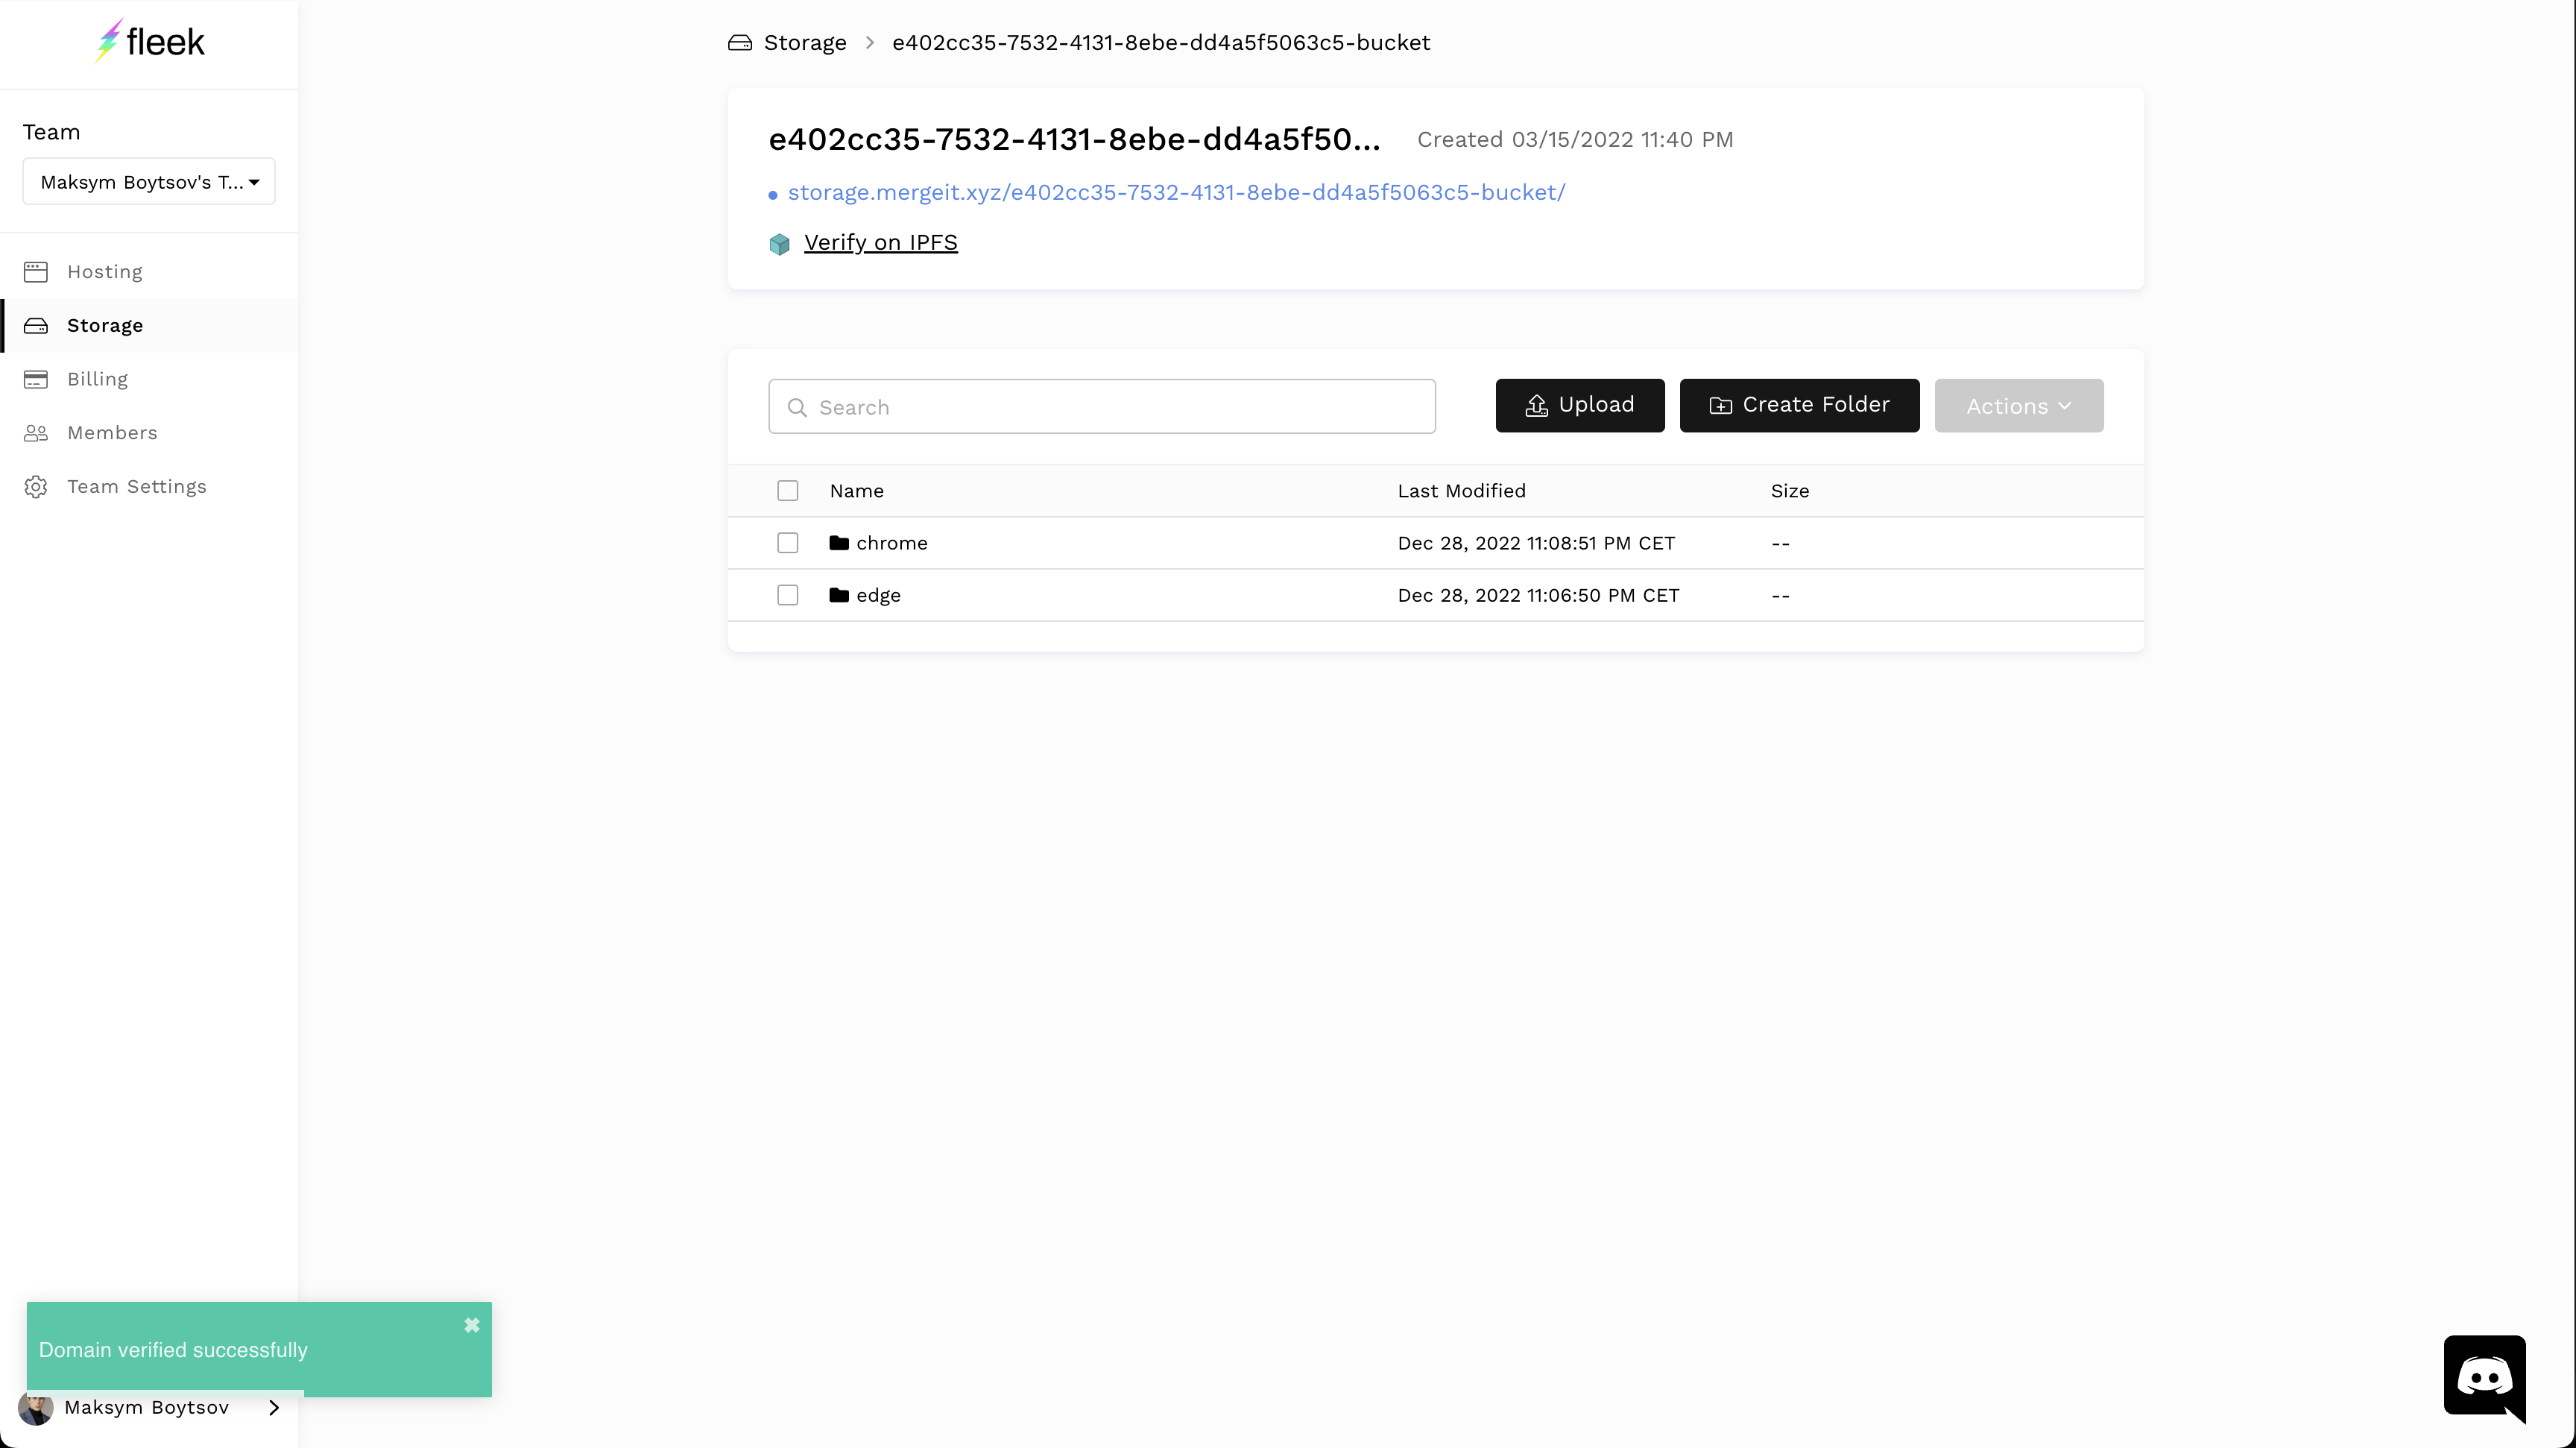 fleek
Team
Maksym Boytsov's T...
Hosting
Storage
Billing
Members
Team Settings
Storage > e402cc35-7532-4131-8ebe-dd4a5f5063c5-bucket
e402cc35-7532-4131-8ebe-dd4a5f50... Created 03/15/2022 11:40 PM
storage.mergeit.xyz/e402cc35-7532-4131-8ebe-dd4a5f5063c5-bucket/
Verify on IPFS
Search Upload Create Folder Actions
Name Last Modified Size
chrome Dec 28, 2022 11:08:51 PM CET --
edge Dec 28, 2022 11:06:50 PM CET --
Domain verified successfully
Maksym Boytsov